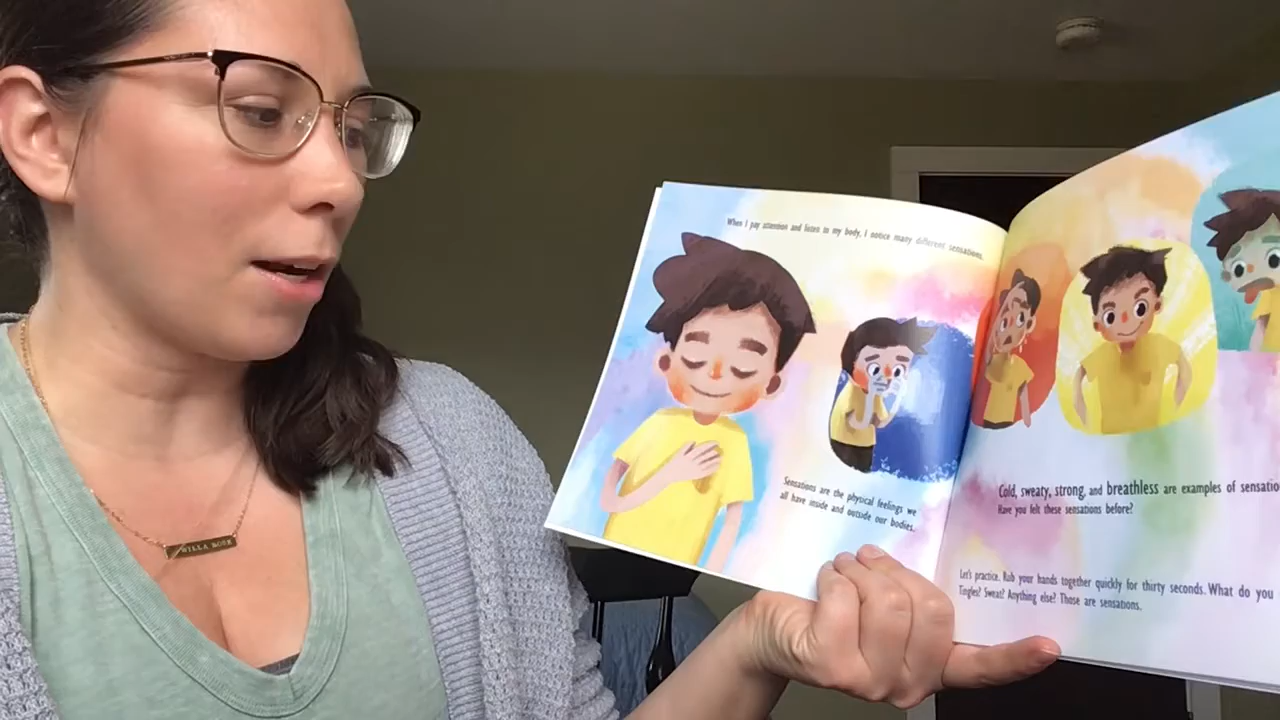 When I pay attention and listen to my body, I notice many different sensations.
Sensations are the physical feelings we
all have inside and outside our bodies.
Cold, sweaty, strong, and breathless are examples of
Have you felt these sensations before?
Let's practice. Rub your hands together quickly for thirty seconds. What do you
Tingles? Sweat? Anything else? Those are sensations.
WILLA